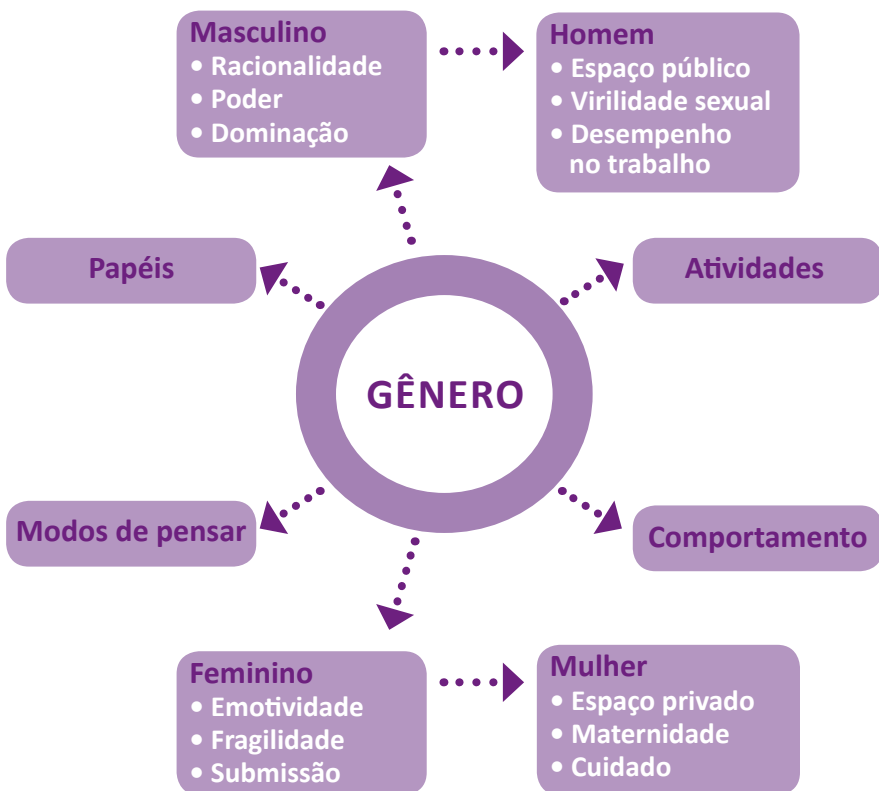 Masculino
• Racionalidade
• Poder
• Dominação
Homem
• Espaço público
• Virilidade sexual
• Desempenho
no trabalho
Papéis
Atividades
GÊNERO
Modos de pensar
Comportamento
Feminino
• Emotividade
• Fragilidade
• Submissão
Mulher
• Espaço privado
• Maternidade
• Cuidado